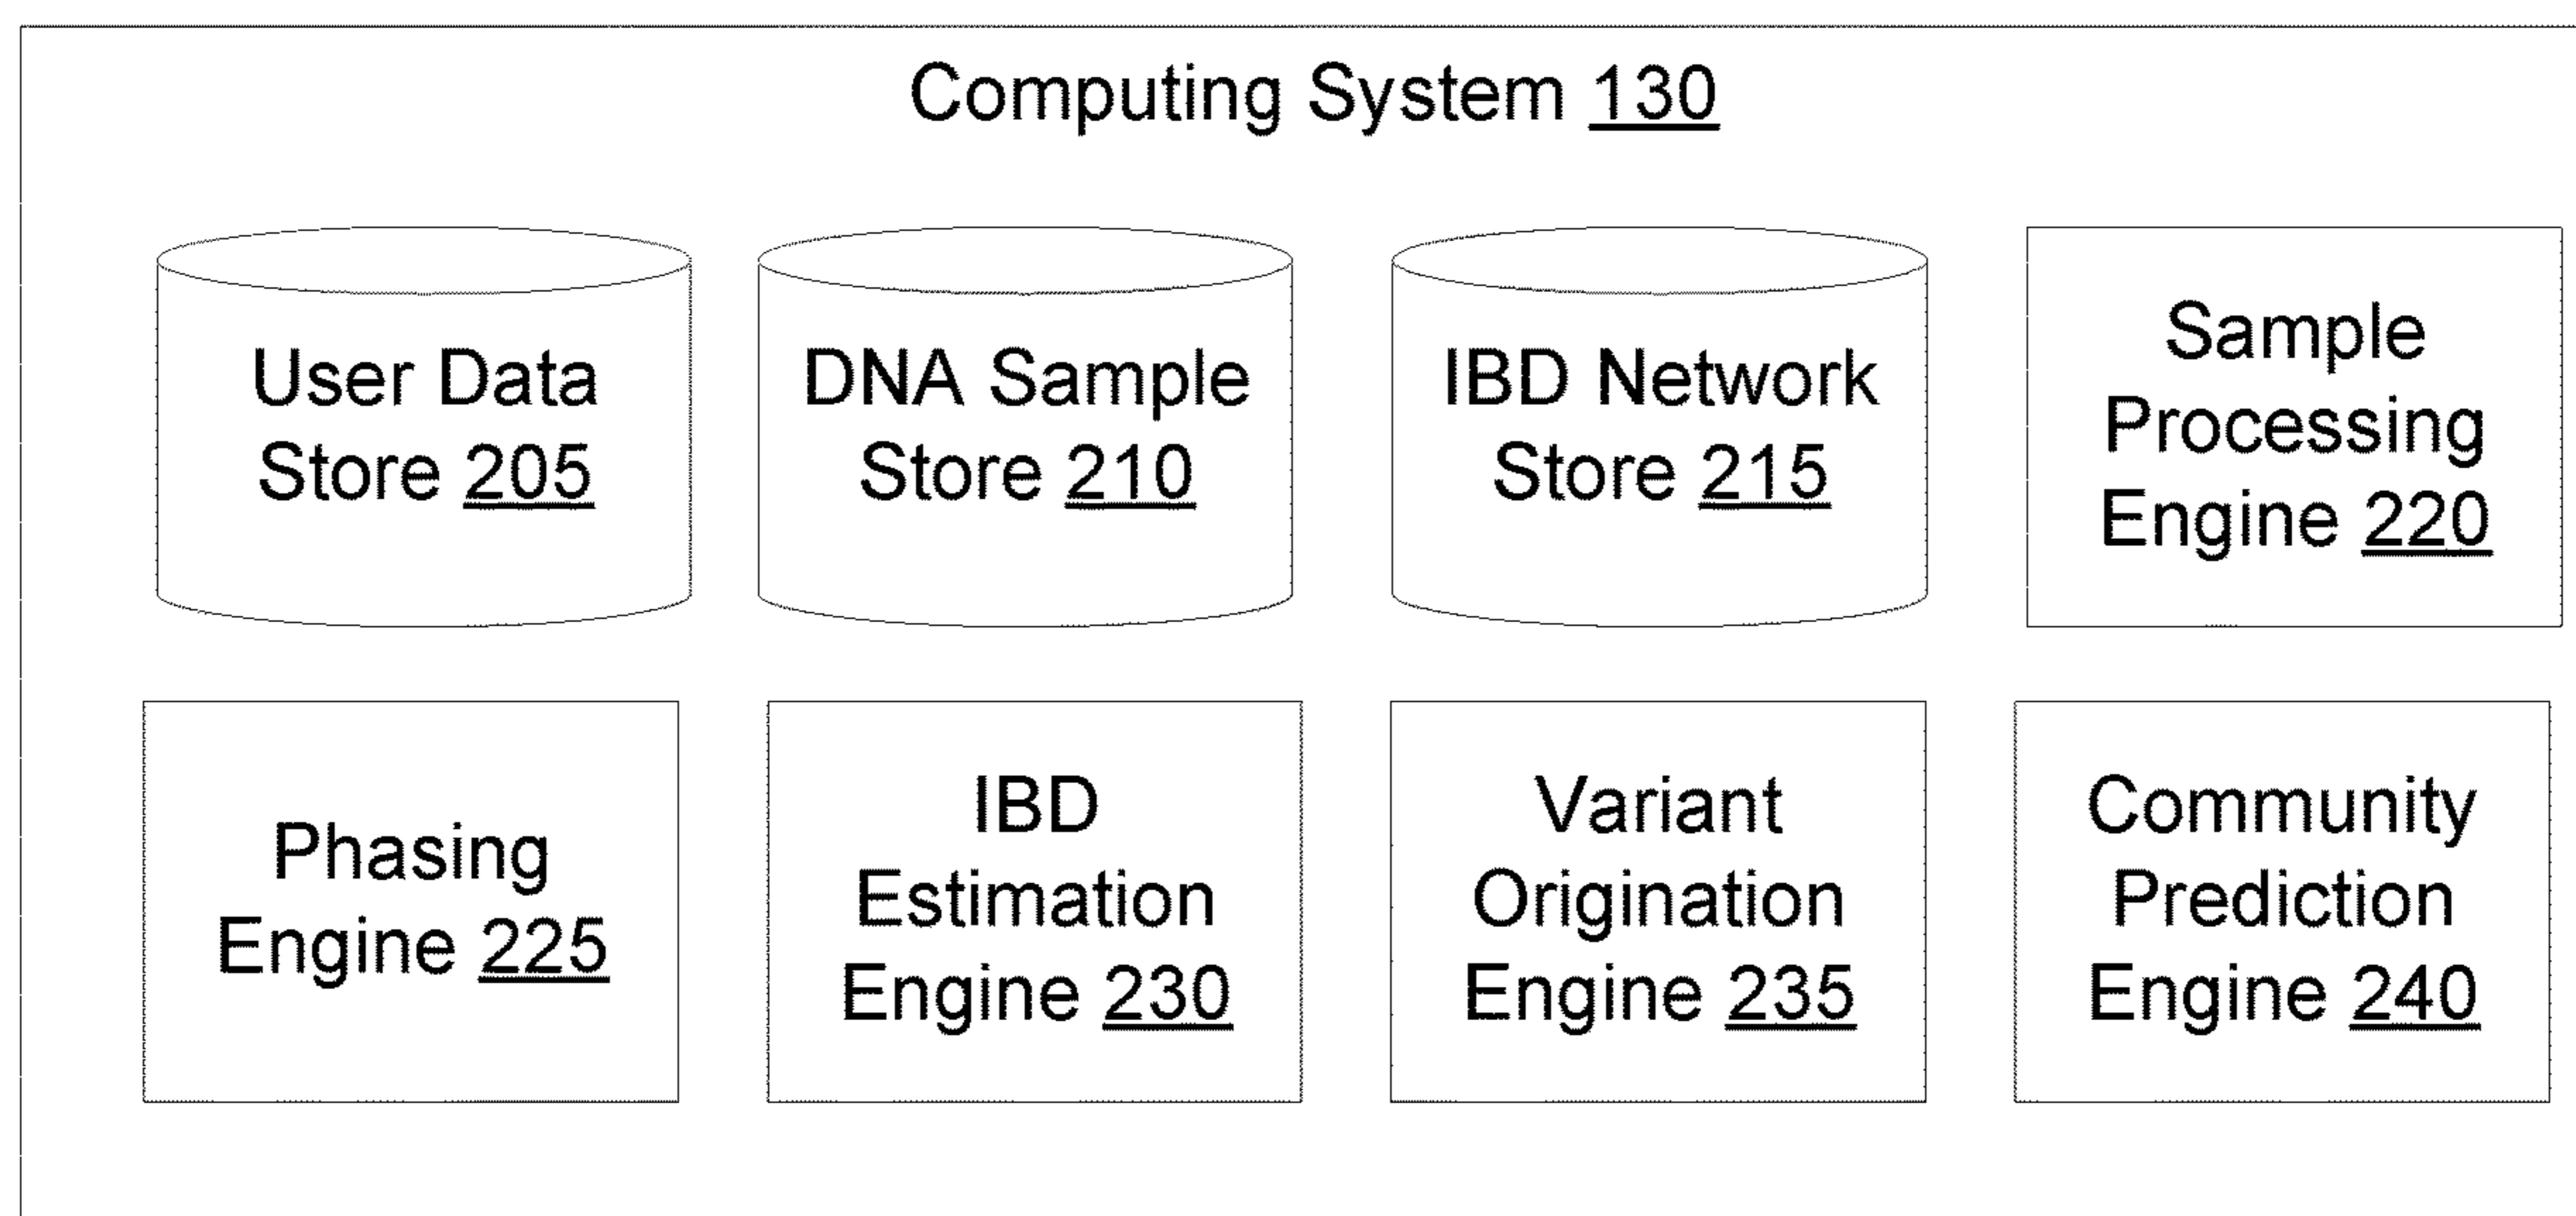 Computing System 130
User Data
Store 205
DNA Sample
Store 210
IBD Network
Store 215
Sample
Processing
Engine 220
Phasing
Engine 225
IBD
Estimation
Engine 230
Variant
Origination
Engine 235
Community
Prediction
Engine 240